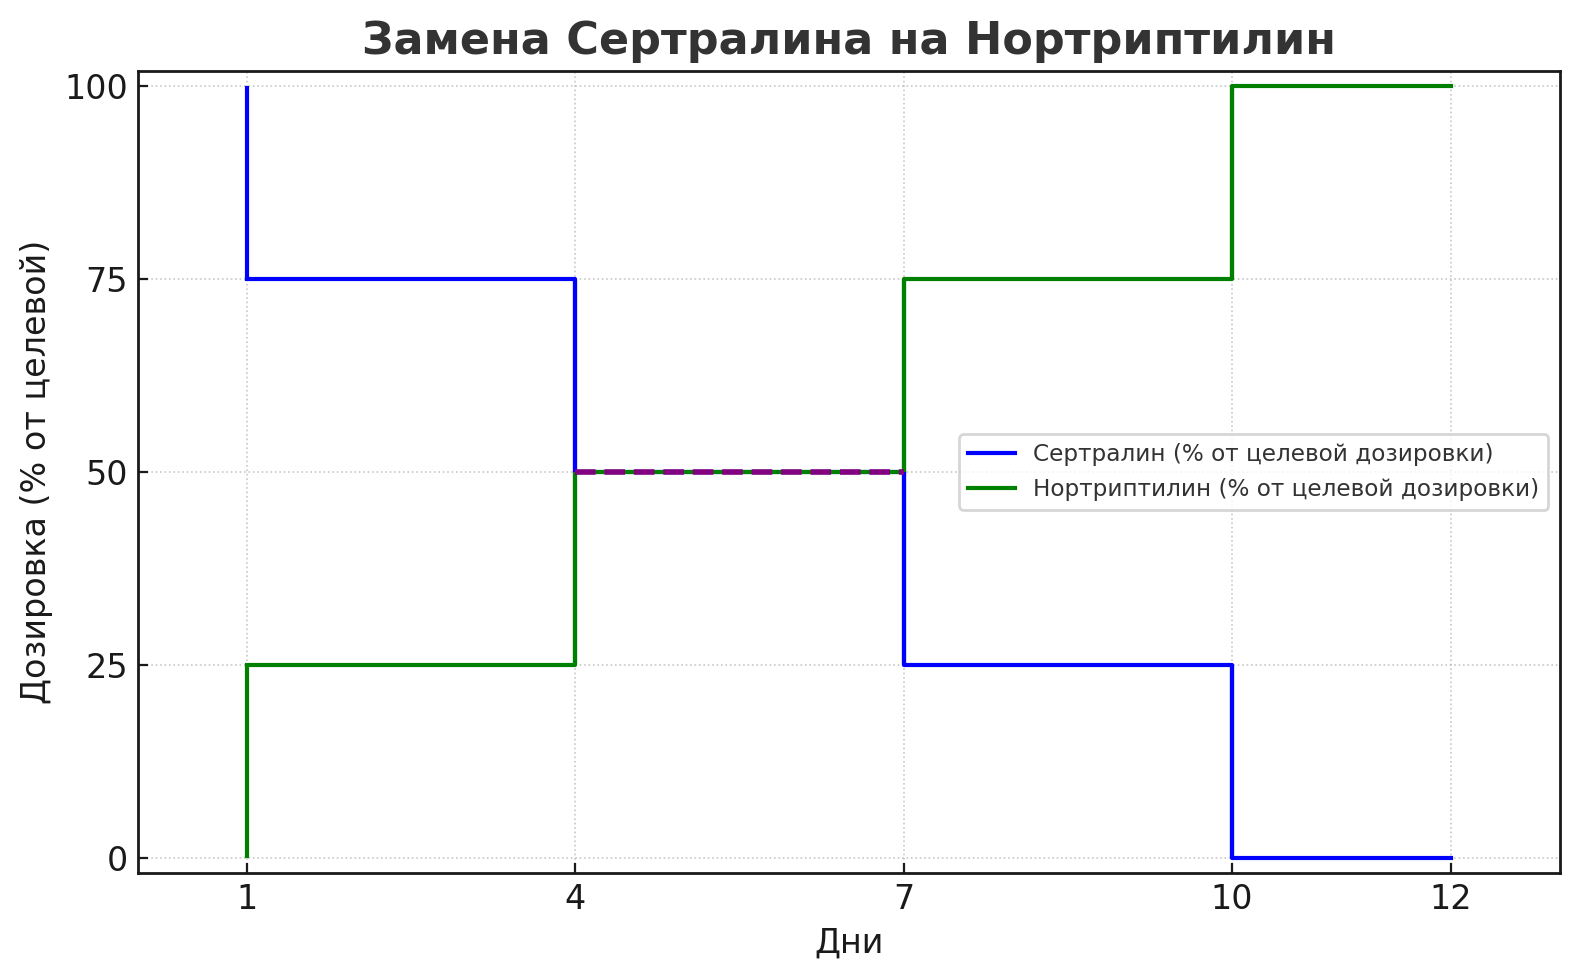 Замена Сертралина на Нортриптилин
Дозировка (% от целевой)
100
75
50
25
0
Сертралин (% от целевой дозировки)
Нортриптилин (% от целевой дозировки)
1 4 7 10 12
Дни